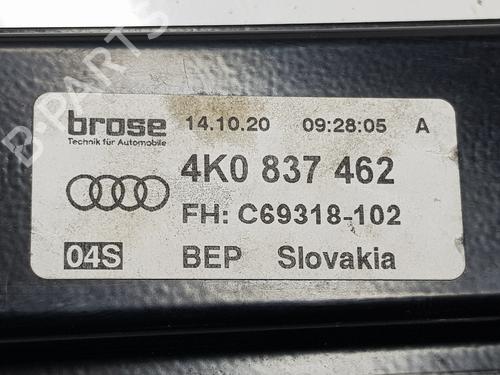 B-PARTS
brose 14.10.20 09:28:05 A
Technik für Automobile
4K0 837 462
FH: C69318-102
04S BEP Slovakia